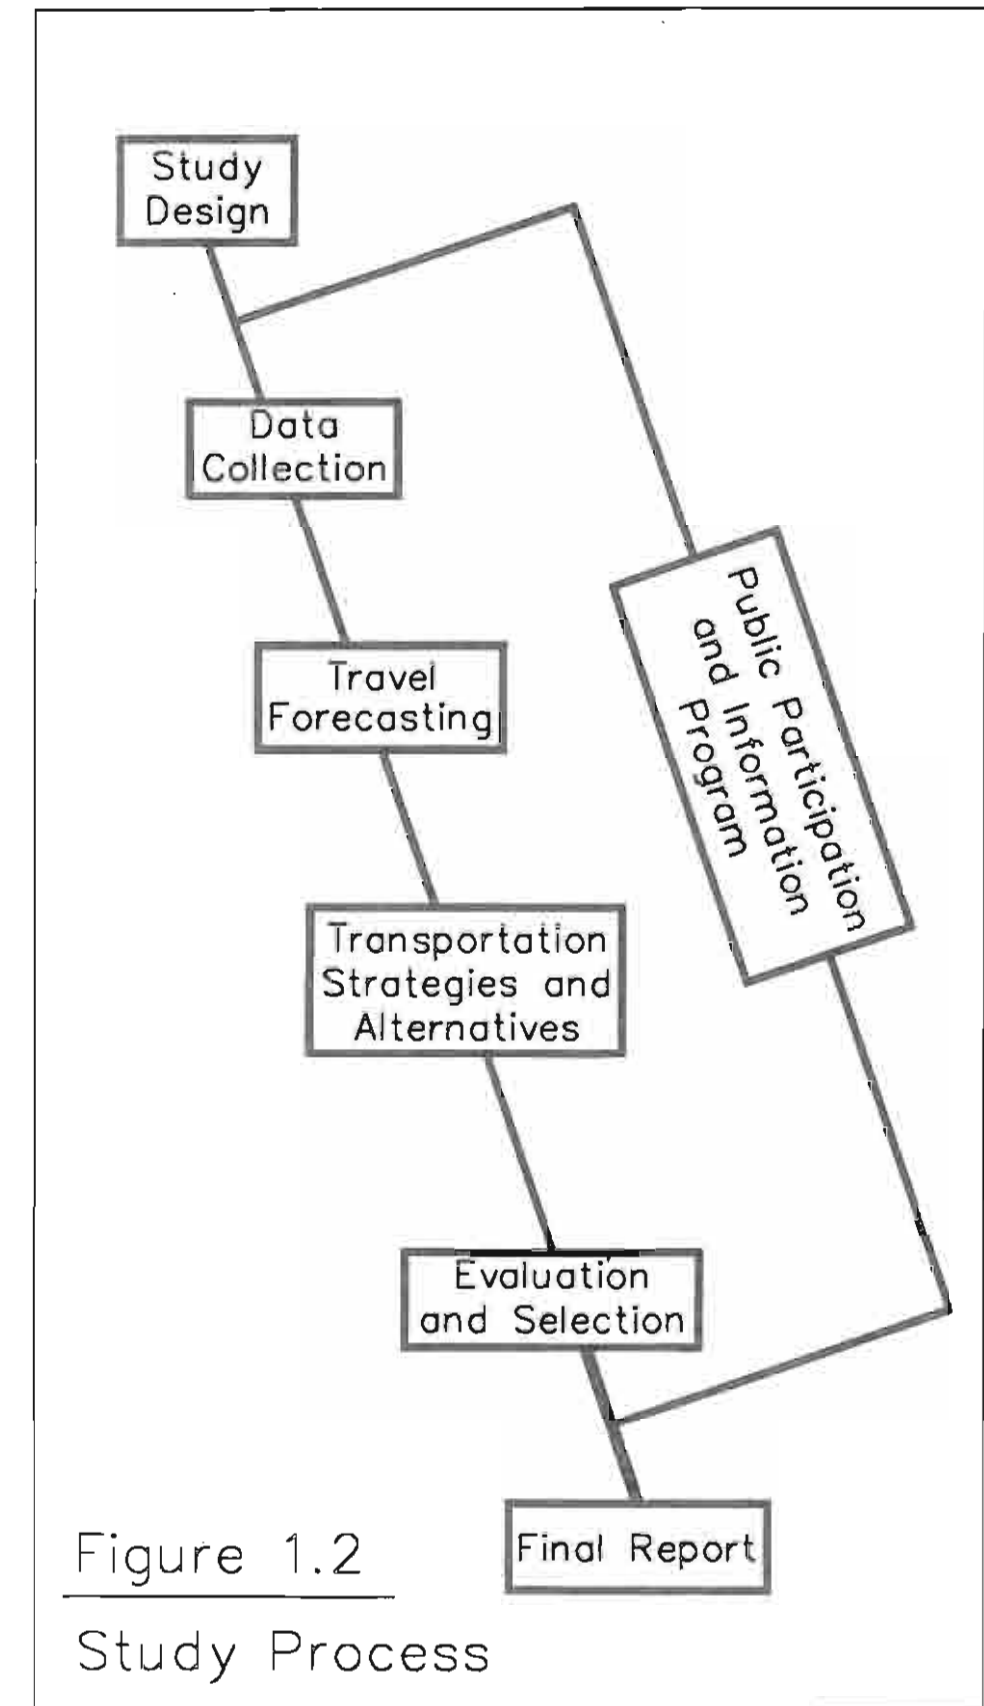 Study
Design
Data
Collection
Travel
Forecasting
Transportation
Strategies and
Alternatives
Evaluation
and Selection
Final Report
Public Participation
and Information
Program
Figure 1.2
Study Process